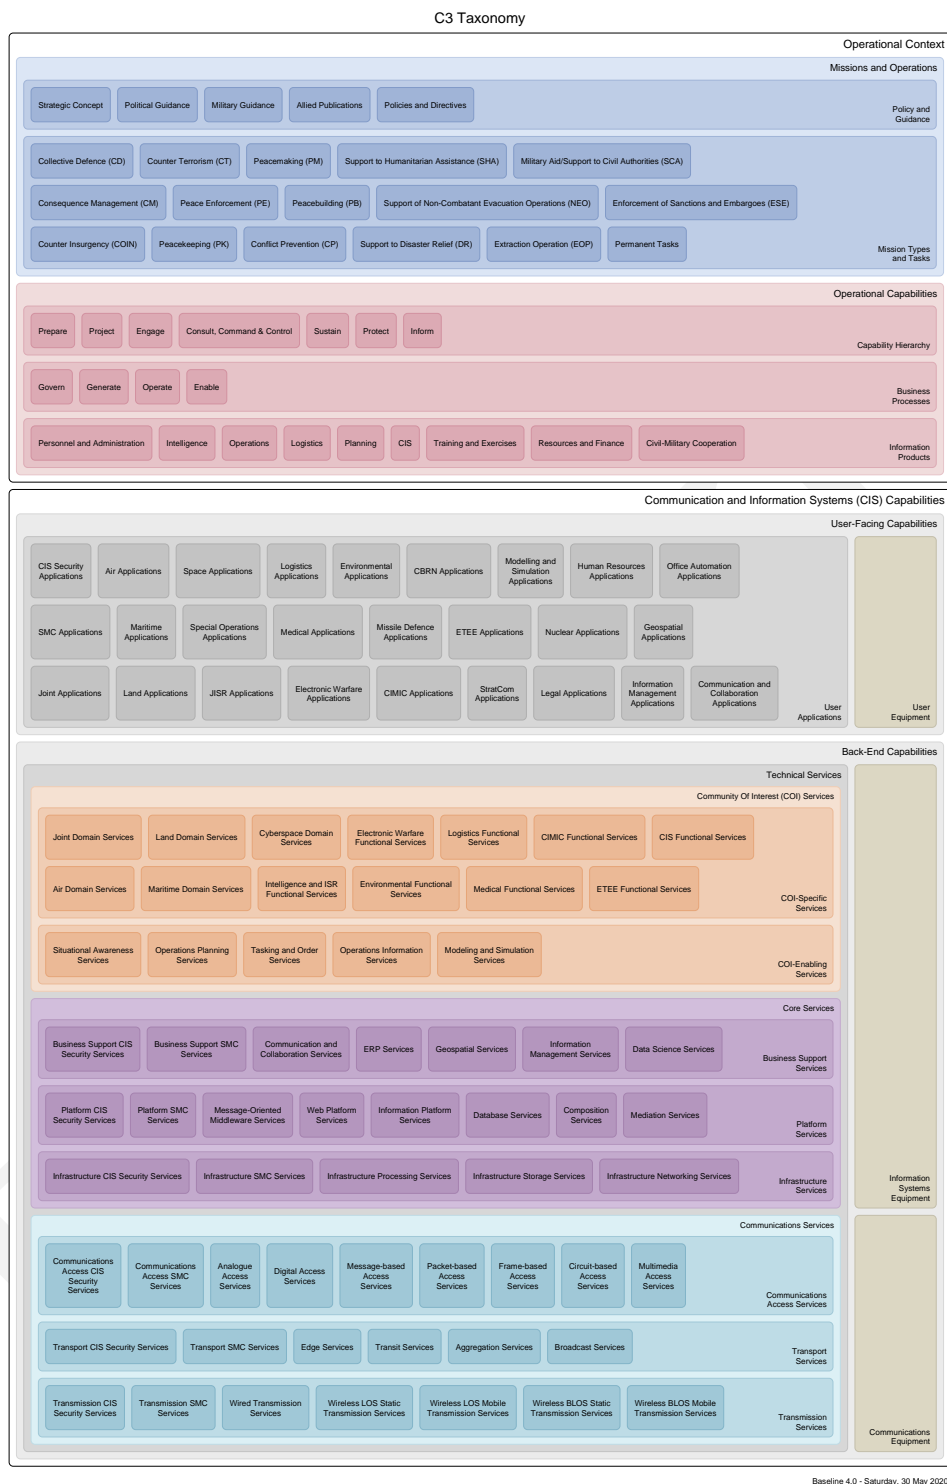 C3 Taxonomy
Operational Context
Missions and Operations
Strategic Concept
Political Guidance
Military Guidance
Allied Publications
Policies and Directives
Policy and
Guidance
Collective Defence (CD)
Counter Terrorism (CT)
Peacemaking (PM)
Support to Humanitarian Assistance (SHA)
Military Aid/Support to Civil Authorities (SCA)
Consequence Management (CM)
Peace Enforcement (PE)
Peacebuilding (PB)
Support of Non-Combatant Evacuation Operations (NEO)
Enforcement of Sanctions and Embargoes (ESE)
Counter Insurgency (COIN)
Peacekeeping (PK)
Conflict Prevention (CP)
Support to Disaster Relief (DR)
Extraction Operation (EOP)
Permanent Tasks
Mission Types
and Tasks
Operational Capabilities
Prepare
Project
Engage
Consult, Command & Control
Sustain
Protect
Inform
Capability Hierarchy
Govern
Generate
Operate
Enable
Business
Processes
Personnel and Administration
Intelligence
Operations
Logistics
Planning
CIS
Training and Exercises
Resources and Finance
Civil-Military Cooperation
Information
Products
Communication and Information Systems (CIS) Capabilities
User-Facing Capabilities
CIS Security
Applications
Air Applications
Space Applications
Logistics
Applications
Environmental
Applications
CBRN Applications
Modelling and
Simulation
Applications
Human Resources
Applications
Office Automation
Applications
SMC Applications
Maritime
Applications
Special Operations
Applications
Medical Applications
Missile Defence
Applications
ETEE Applications
Nuclear Applications
Geospatial
Applications
Joint Applications
Land Applications
JISR Applications
Electronic Warfare
Applications
CIMIC Applications
StratCom
Applications
Legal Applications
Information
Management
Applications
Communication and
Collaboration
Applications
User
Applications
User
Equipment
Back-End Capabilities
Technical Services
Community Of Interest (COI) Services
Joint Domain Services
Land Domain Services
Cyberspace Domain
Services
Electronic Warfare
Functional Services
Logistics Functional
Services
CIMIC Functional Services
CIS Functional Services
Air Domain Services
Maritime Domain Services
Intelligence and ISR
Functional Services
Environmental Functional
Services
Medical Functional Services
ETEE Functional Services
COI-Specific
Services
Situational Awareness
Services
Operations Planning
Services
Tasking and Order
Services
Operations Information
Services
Modeling and Simulation
Services
COI-Enabling
Services
Core Services
Business Support CIS
Security Services
Business Support SMC
Services
Communication and
Collaboration Services
ERP Services
Geospatial Services
Information
Management Services
Data Science Services
Business Support
Services
Platform CIS
Security Services
Platform SMC
Services
Message-Oriented
Middleware Services
Web Platform
Services
Information Platform
Services
Database Services
Composition
Services
Mediation Services
Platform
Services
Infrastructure CIS Security Services
Infrastructure SMC Services
Infrastructure Processing Services
Infrastructure Storage Services
Infrastructure Networking Services
Infrastructure
Services
Information
Systems
Equipment
Communications Services
Communications
Access CIS
Security
Services
Communications
Access SMC
Services
Analogue
Access
Services
Digital Access
Services
Message-based
Access
Services
Packet-based
Access
Services
Frame-based
Access
Services
Circuit-based
Access
Services
Multimedia
Access
Services
Communications
Access Services
Transport CIS Security Services
Transport SMC Services
Edge Services
Transit Services
Aggregation Services
Broadcast Services
Transport
Services
Transmission CIS
Security Services
Transmission SMC
Services
Wired Transmission
Services
Wireless LOS Static
Transmission Services
Wireless LOS Mobile
Transmission Services
Wireless BLOS Static
Transmission Services
Wireless BLOS Mobile
Transmission Services
Transmission
Services
Communications
Equipment
Baseline 4.0 - Saturday, 30 May 2020